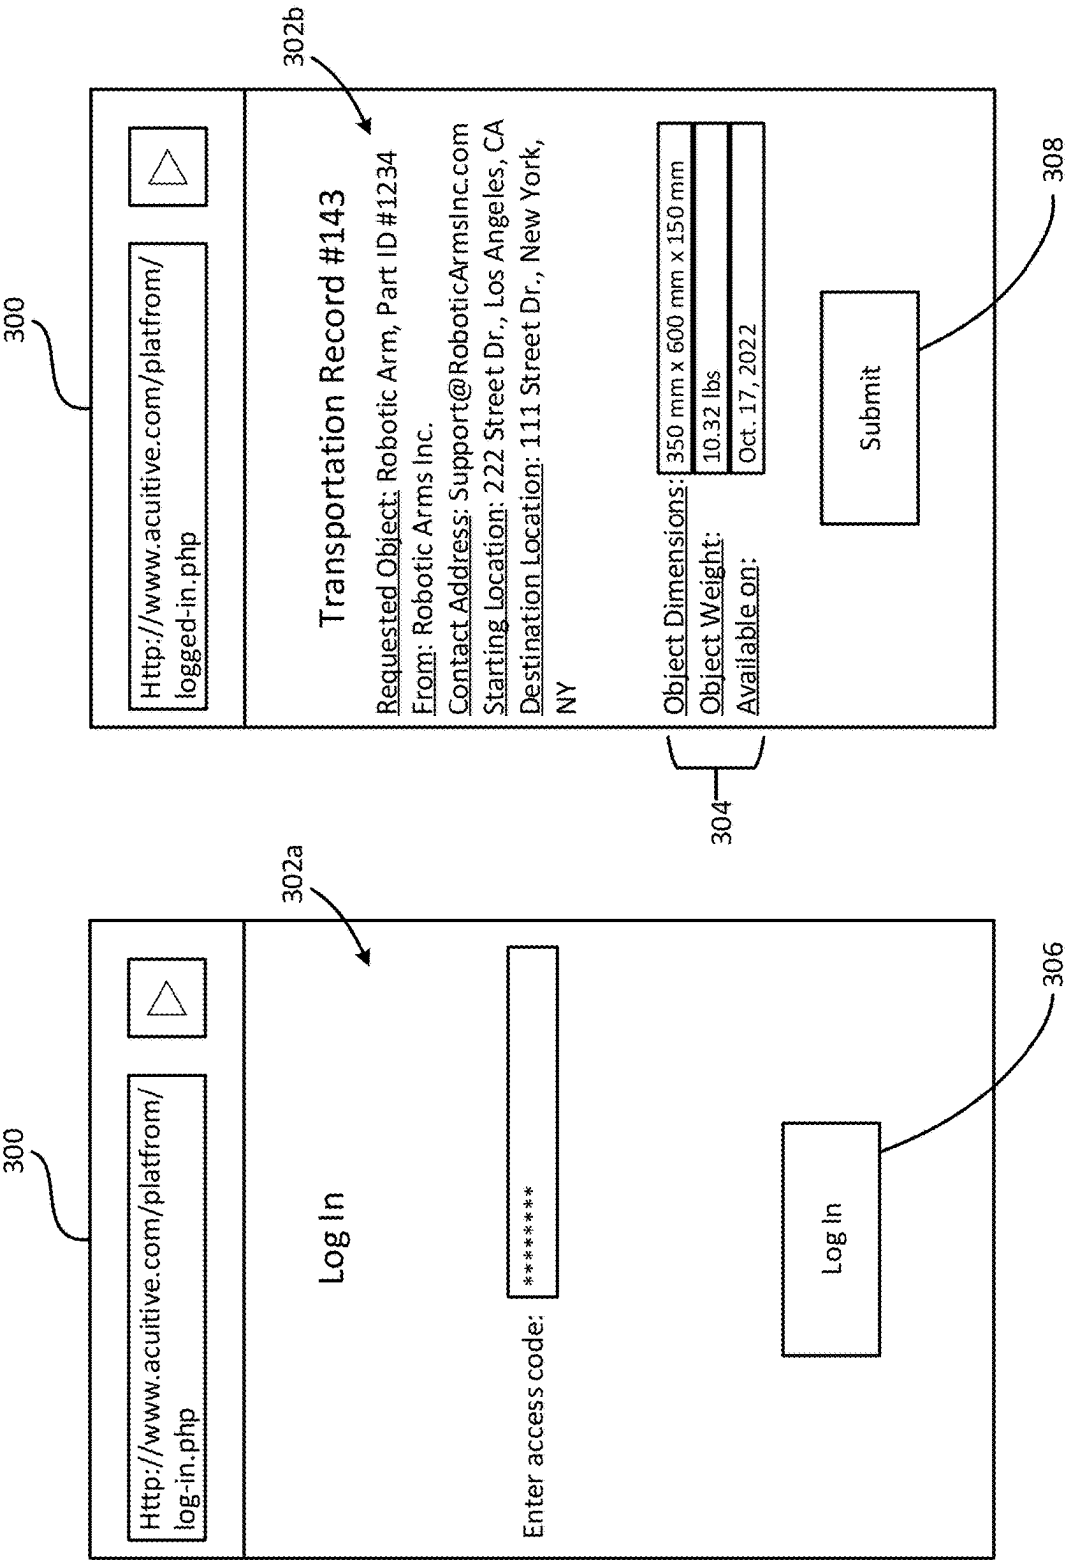 300
Http://www.acuitive.com/platfrom/
log-in.php
302a
Log In
Enter access code: *********
Log In
306
300
Http://www.acuitive.com/platfrom/
logged-in.php
302b
Transportation Record #143
Requested Object: Robotic Arm, Part ID #1234
From: Robotic Arms Inc.
Contact Address: Support@RoboticArmsInc.com
Starting Location: 222 Street Dr., Los Angeles, CA
Destination Location: 111 Street Dr., New York,
NY
304
Object Dimensions: 350 mm x 600 mm x 150 mm
Object Weight: 10.32 lbs
Available on: Oct. 17, 2022
Submit
308